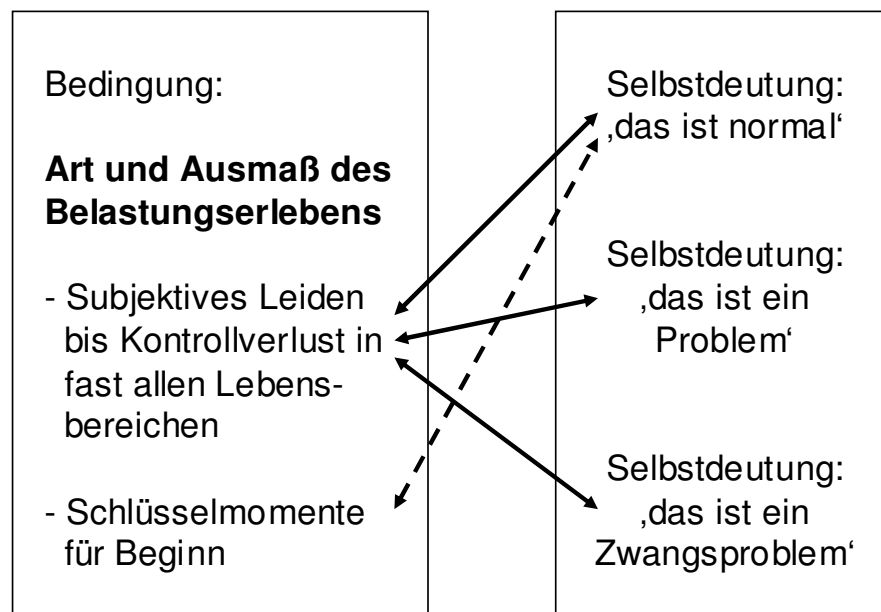 Bedingung:
Art und Ausmaß des
Belastungserlebens
- Subjektives Leiden
bis Kontrollverlust in
fast allen Lebens-
bereichen
- Schlüsselmomente
für Beginn
Selbstdeutung:
‚das ist normal‘
Selbstdeutung:
‚das ist ein
Problem‘
Selbstdeutung:
‚das ist ein
Zwangsproblem‘